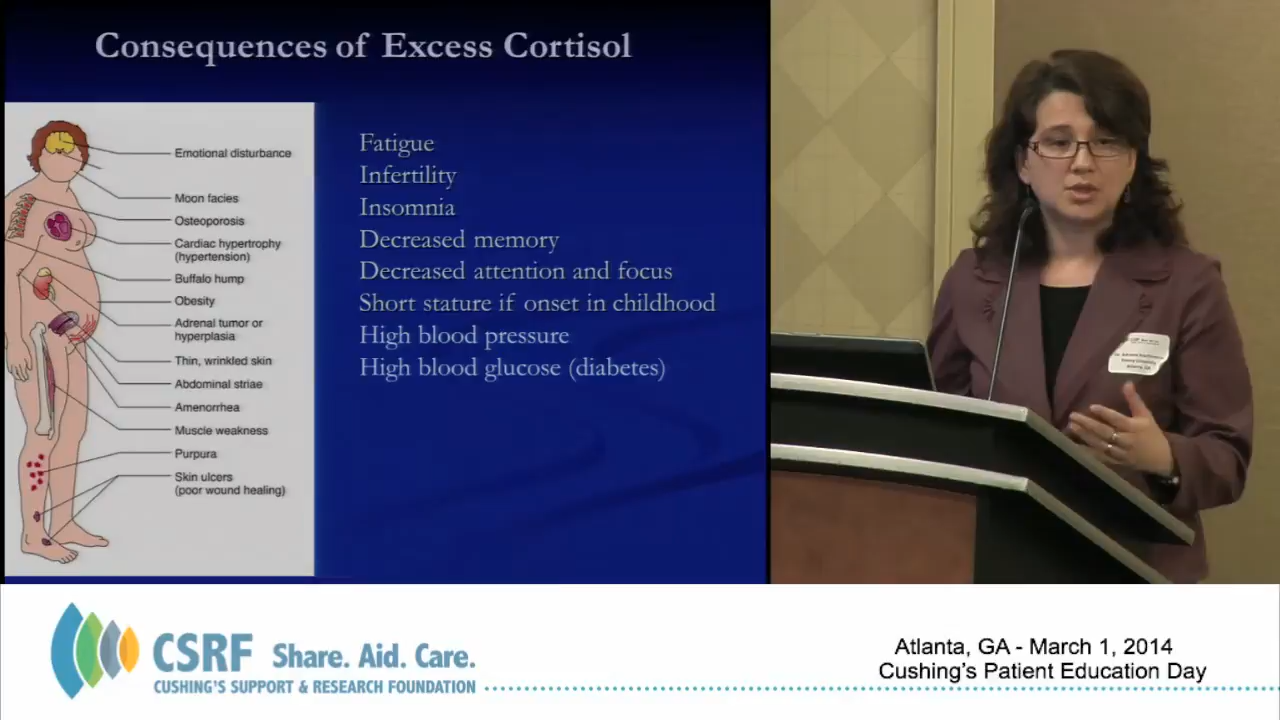 Consequences of Excess Cortisol
Emotional disturbance
Moon facies
Osteoporosis
Cardiac hypertrophy
(hypertension)
Buffalo hump
Obesity
Adrenal tumor or
hyperplasia
Thin, wrinkled skin
Abdominal striae
Amenorrhea
Muscle weakness
Purpura
Skin ulcers
(poor wound healing)
Fatigue
Infertility
Insomnia
Decreased memory
Decreased attention and focus
Short stature if onset in childhood
High blood pressure
High blood glucose (diabetes)
CSRF Share. Aid. Care.
CUSHING'S SUPPORT & RESEARCH FOUNDATION
Atlanta, GA - March 1, 2014
Cushing's Patient Education Day